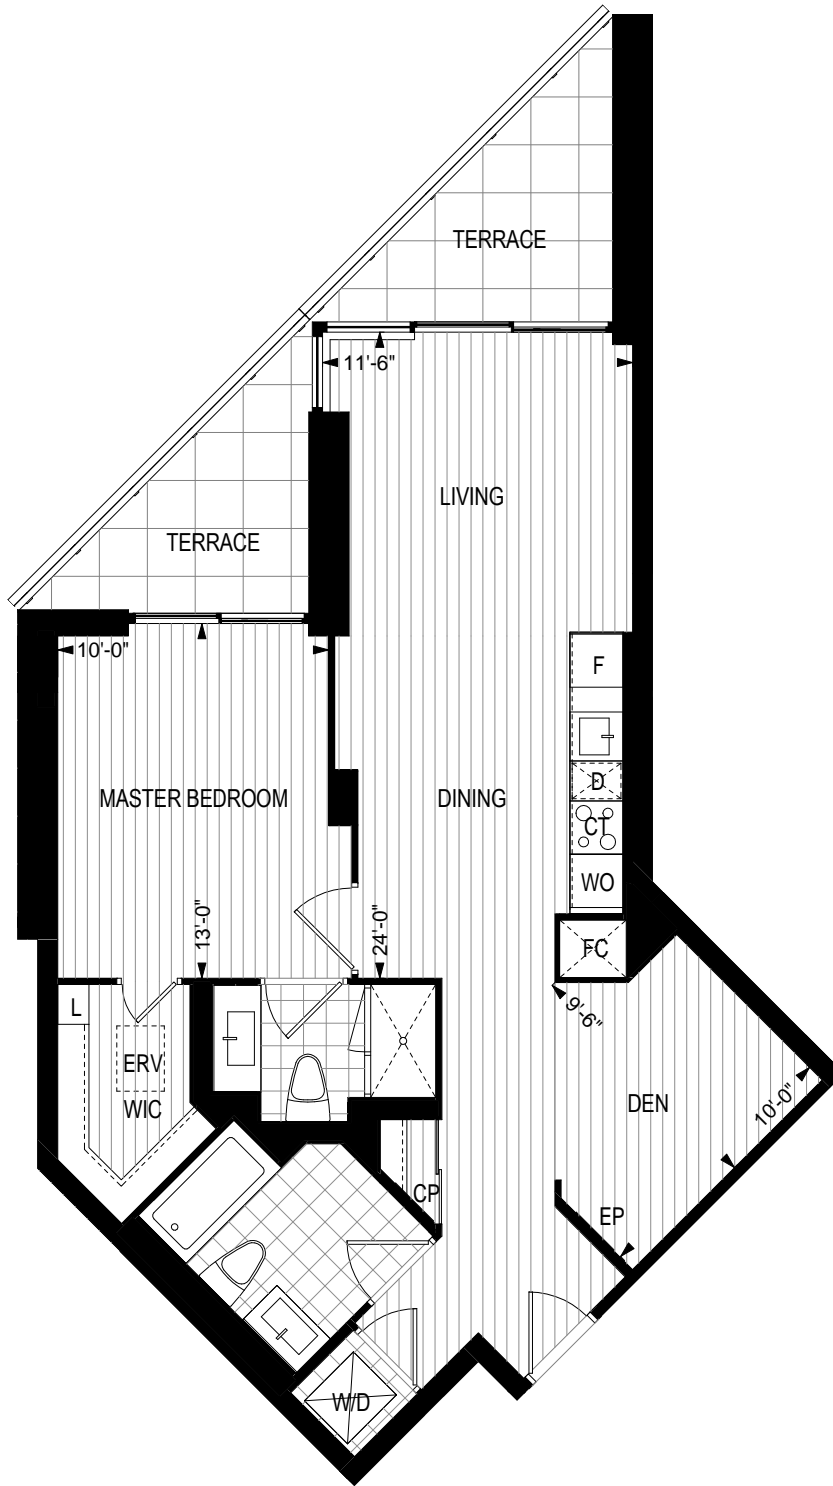 TERRACE
11'-6"
LIVING
TERRACE
10'-0"
F
D
MASTER BEDROOM
DINING
CT
WO
13'-0"
24'-0"
FC
9'-6"
L
ERV
WIC
DEN
10'-0"
CP
EP
W/D